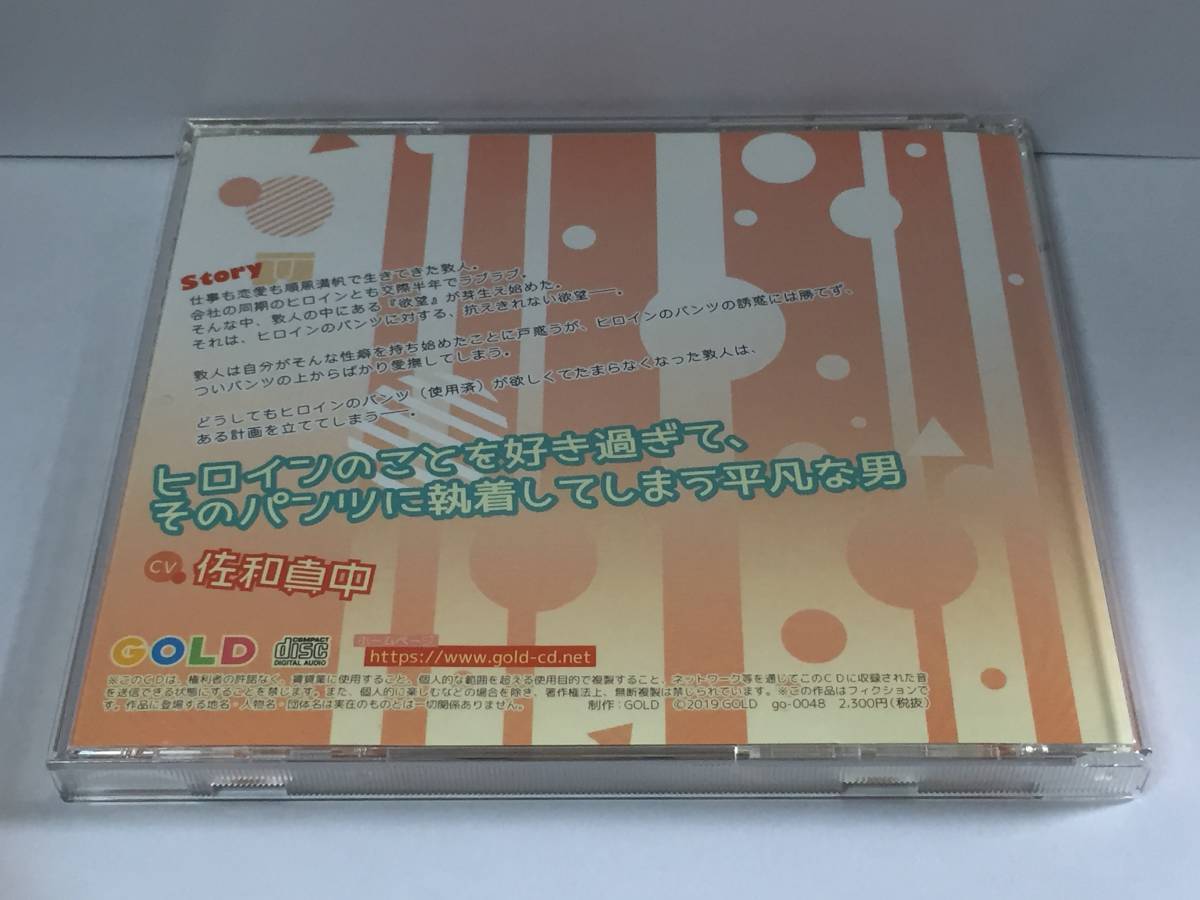 Story
仕事も恋愛も順風満帆で生きてきた敦人。
会社の同期のヒロインとも交際半年でラブラブ。
そんな中、敦人の中にある『欲望』が芽生え始めた。
それは、ヒロインのパンツに対する、抗えきれない欲望――。
敦人は自分がそんな性癖を持ち始めたことに戸惑うが、ヒロインのパンツの誘惑には勝てず、
ついパンツの上からばかり愛撫してしまう。
どうしてもヒロインのパンツ（使用済）が欲しくてたまらなくなった敦人は、
ある計画を立ててしまう――。
ヒロインのことを好き過ぎて、
そのパンツに執着してしまう平凡な男
CV 佐和真中
GOLD COMPACT disc DIGITAL AUDIO ホームページ
https://www.gold-cd.net
※このCDは、権利者の許諾なく、賃貸業に使用すること、個人的な範囲を超える使用目的で複製すること、ネットワーク等を通じてこのCDに収録された音
を送信できる状態にすることを禁じます。また、個人的に楽しむなどの場合を除き、著作権法上、無断複製は禁じられています。※この作品はフィクションで
す。作品に登場する地名・人物名・団体名は実在のものとは一切関係ありません。 制作：GOLD ©2019 GOLD go-0048 2,300円（税抜）